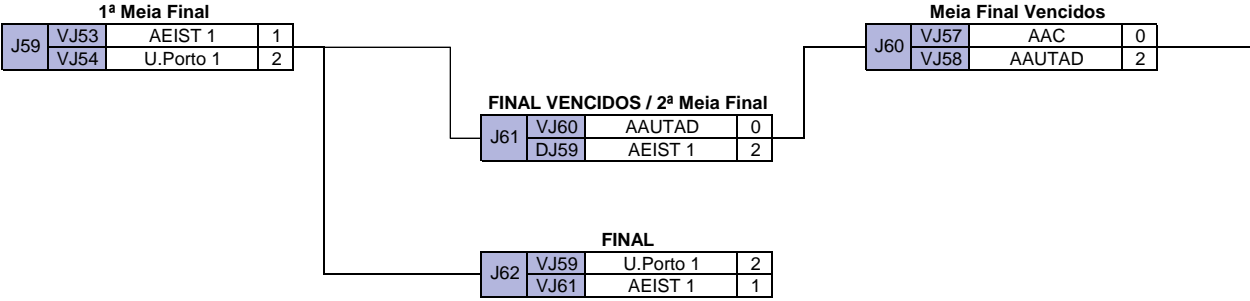 1ª Meia Final
J59 VJ53 AEIST 1 1
VJ54 U.Porto 1 2
Meia Final Vencidos
J60 VJ57 AAC 0
VJ58 AAUTAD 2
FINAL VENCIDOS / 2ª Meia Final
J61 VJ60 AAUTAD 0
DJ59 AEIST 1 2
FINAL
J62 VJ59 U.Porto 1 2
VJ61 AEIST 1 1